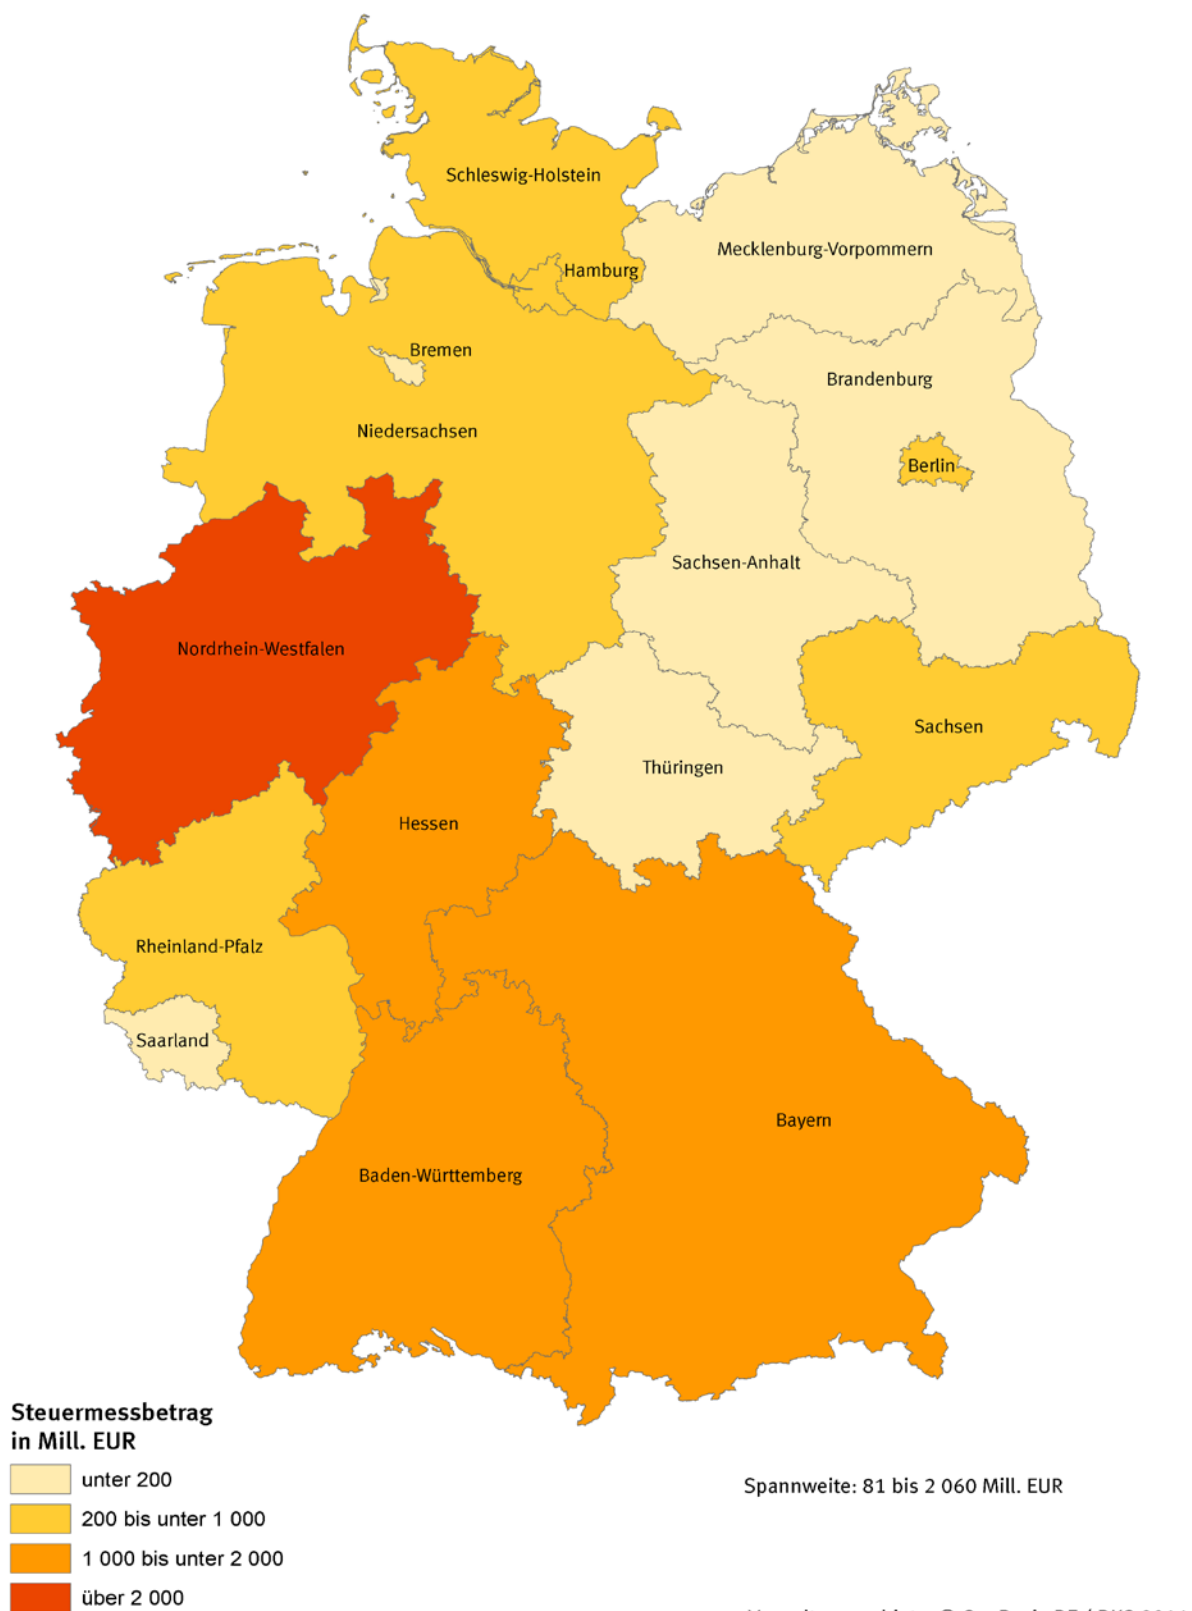 Schleswig-Holstein
Mecklenburg-Vorpommern
Hamburg
Bremen
Brandenburg
Niedersachsen
Berlin
Sachsen-Anhalt
Nordrhein-Westfalen
Sachsen
Thüringen
Hessen
Rheinland-Pfalz
Saarland
Bayern
Baden-Württemberg
Steuermessbetrag
in Mill. EUR
unter 200
200 bis unter 1 000
1 000 bis unter 2 000
über 2 000
Spannweite: 81 bis 2 060 Mill. EUR